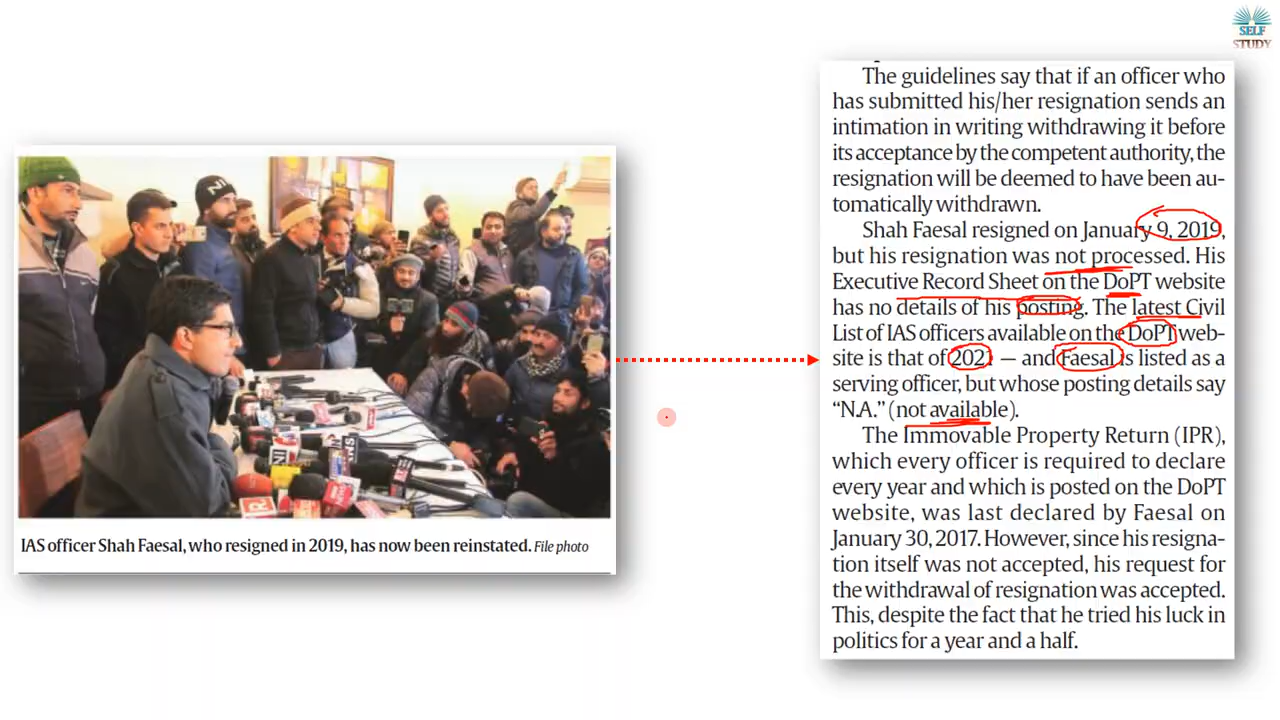 SELF
STUDY
The guidelines say that if an officer who
has submitted his/her resignation sends an
intimation in writing withdrawing it before
its acceptance by the competent authority, the
resignation will be deemed to have been au-
tomatically withdrawn.
Shah Faesal resigned on January 9, 2019,
but his resignation was not processed. His
Executive Record Sheet on the DoPT website
has no details of his posting. The latest Civil
List of IAS officers available on the DoPT web-
site is that of 2021 — and Faesal is listed as a
serving officer, but whose posting details say
“N.A.” (not available).
The Immovable Property Return (IPR),
which every officer is required to declare
every year and which is posted on the DoPT
website, was last declared by Faesal on
January 30, 2017. However, since his resigna-
tion itself was not accepted, his request for
the withdrawal of resignation was accepted.
This, despite the fact that he tried his luck in
politics for a year and a half.
IAS officer Shah Faesal, who resigned in 2019, has now been reinstated. File photo